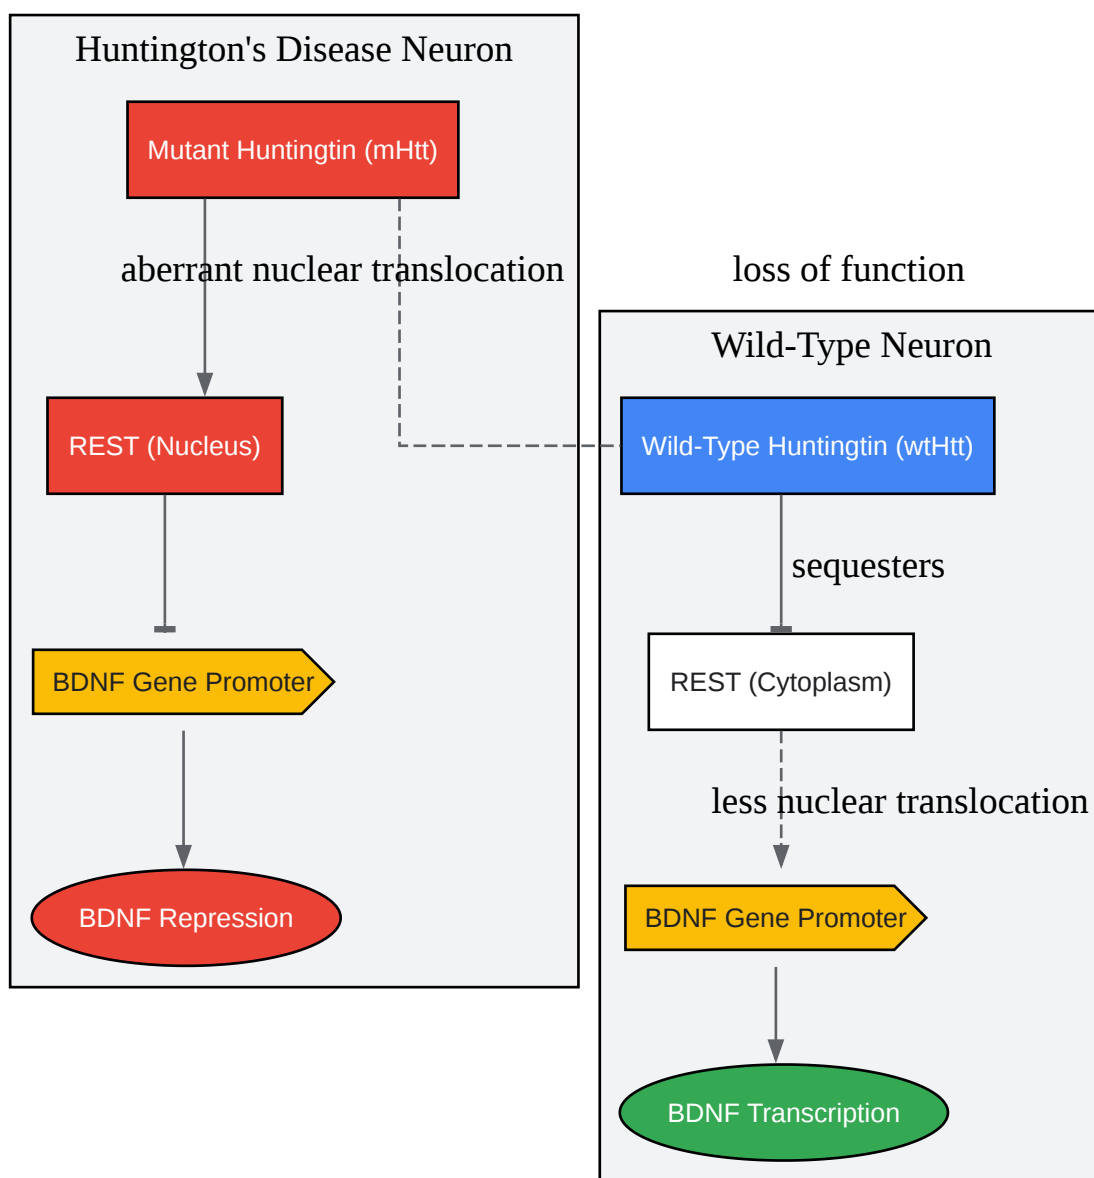 Huntington's Disease Neuron
Mutant Huntingtin (mHtt)
aberrant nuclear translocation
REST (Nucleus)
BDNF Gene Promoter
BDNF Repression
loss of function
Wild-Type Neuron
Wild-Type Huntingtin (wtHtt)
sequesters
REST (Cytoplasm)
less nuclear translocation
BDNF Gene Promoter
BDNF Transcription